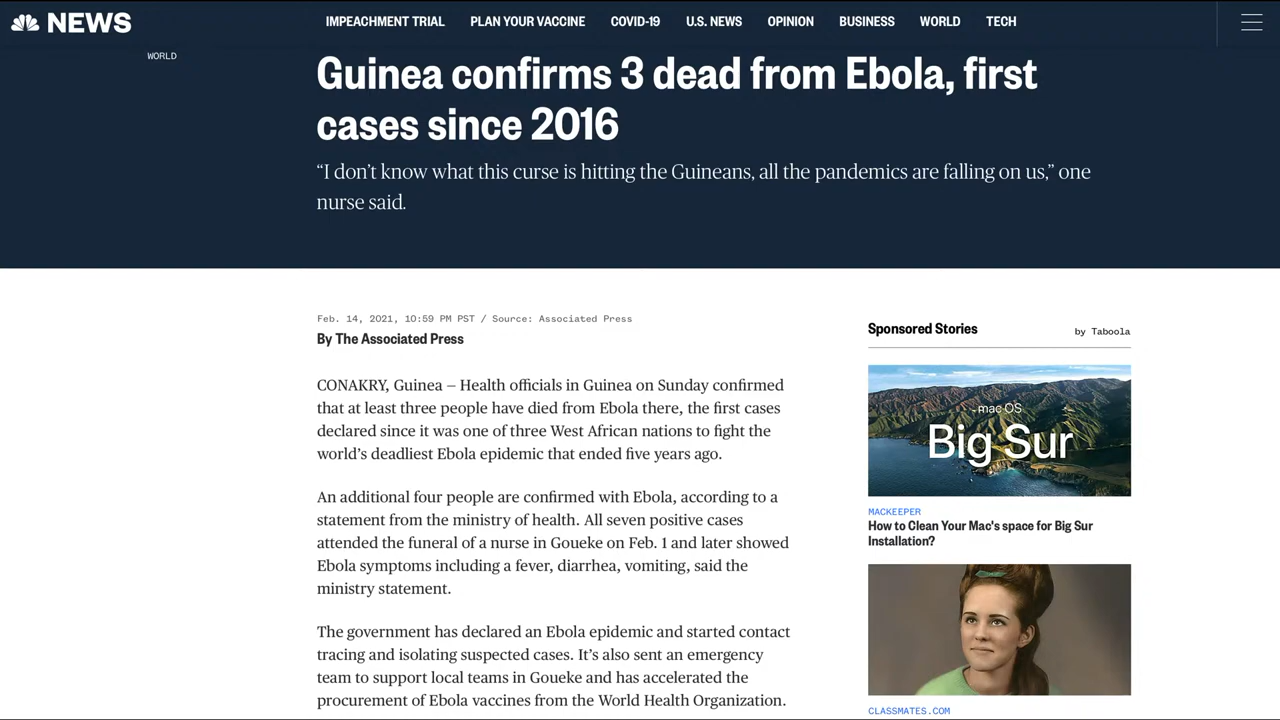 NEWS
IMPEACHMENT TRIAL
PLAN YOUR VACCINE
COVID-19
U.S. NEWS
OPINION
BUSINESS
WORLD
TECH
WORLD
Guinea confirms 3 dead from Ebola, first
cases since 2016
“I don’t know what this curse is hitting the Guineans, all the pandemics are falling on us,” one
nurse said.
Feb. 14, 2021, 10:59 PM PST / Source: Associated Press
By The Associated Press
CONAKRY, Guinea — Health officials in Guinea on Sunday confirmed
that at least three people have died from Ebola there, the first cases
declared since it was one of three West African nations to fight the
world’s deadliest Ebola epidemic that ended five years ago.
An additional four people are confirmed with Ebola, according to a
statement from the ministry of health. All seven positive cases
attended the funeral of a nurse in Goueke on Feb. 1 and later showed
Ebola symptoms including a fever, diarrhea, vomiting, said the
ministry statement.
The government has declared an Ebola epidemic and started contact
tracing and isolating suspected cases. It’s also sent an emergency
team to support local teams in Goueke and has accelerated the
procurement of Ebola vaccines from the World Health Organization.
Sponsored Stories
by Taboola
mac OS
Big Sur
MACKEEPER
How to Clean Your Mac's space for Big Sur
Installation?
CLASSMATES.COM